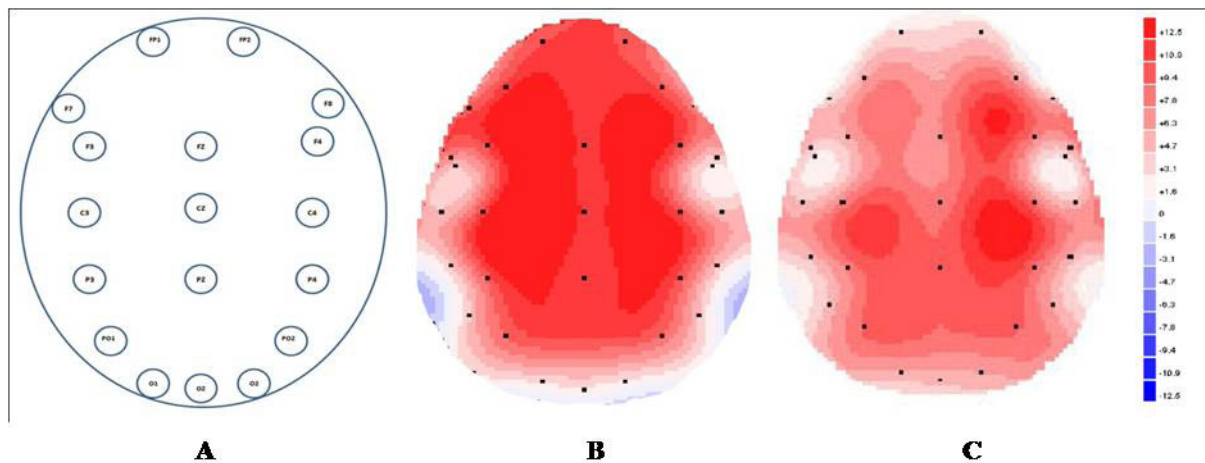 FP1 FP2
F7 F8
F3 FZ F4
C3 CZ C4
P3 PZ P4
PO1 PO2
O1 OZ O2
+12.5
+10.9
+9.4
+7.8
+6.3
+4.7
+3.1
+1.6
0
-1.6
-3.1
-4.7
-6.3
-7.8
-9.4
-10.9
-12.5
A B C